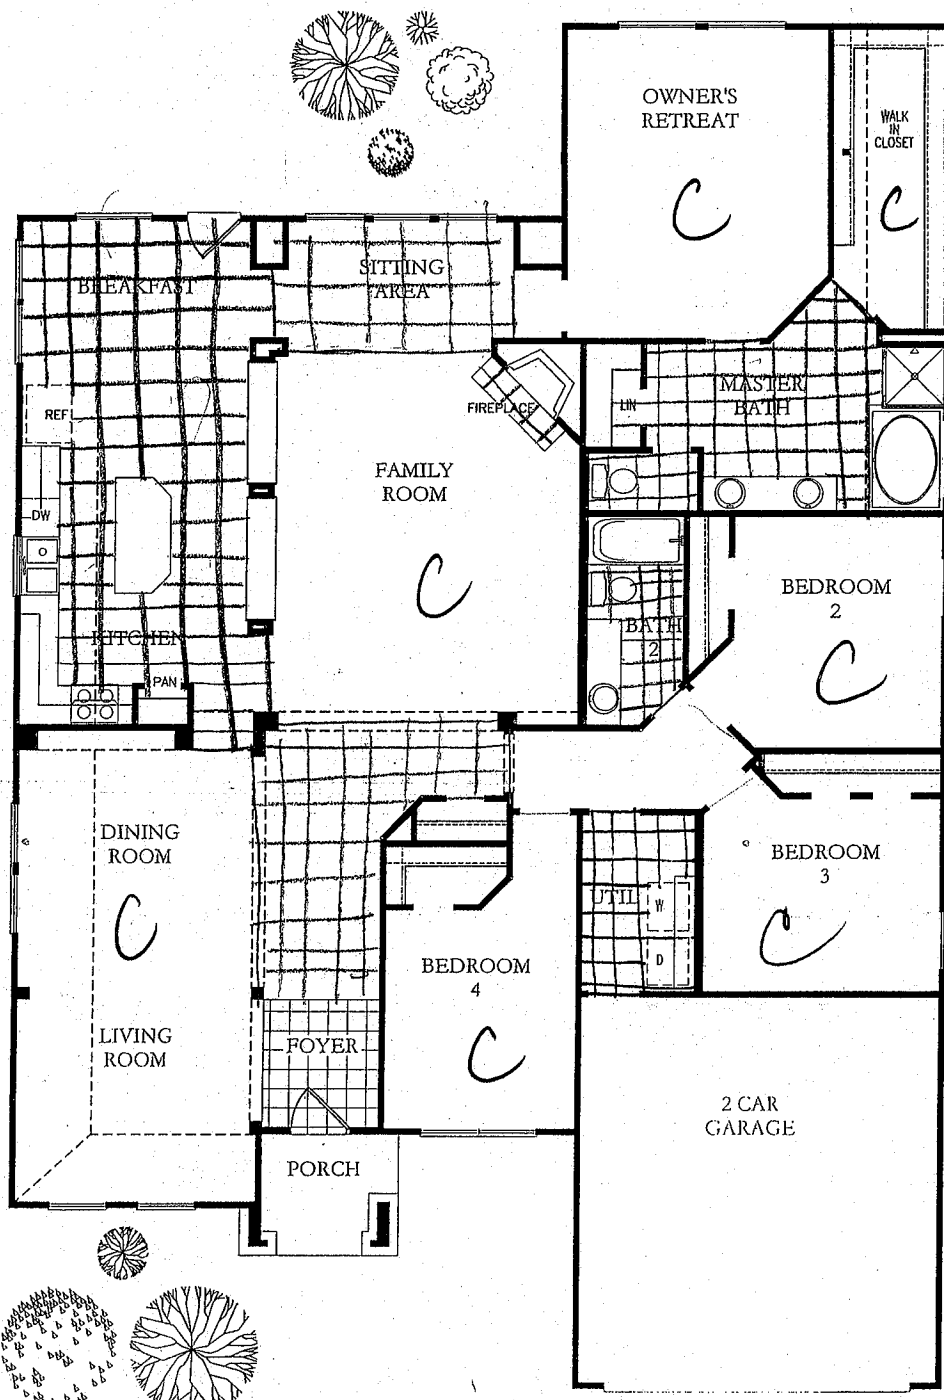 OWNER'S
RETREAT
C
WALK
IN
CLOSET
C
BREAKFAST
SITTING
AREA
REF
FIREPLACE
LIN
MASTER
BATH
FAMILY
ROOM
C
DW
BATH
2
BEDROOM
2
C
KITCHEN
PAN
DINING
ROOM
C
BEDROOM
3
C
UTIL
W
D
BEDROOM
4
C
LIVING
ROOM
FOYER
2 CAR
GARAGE
PORCH